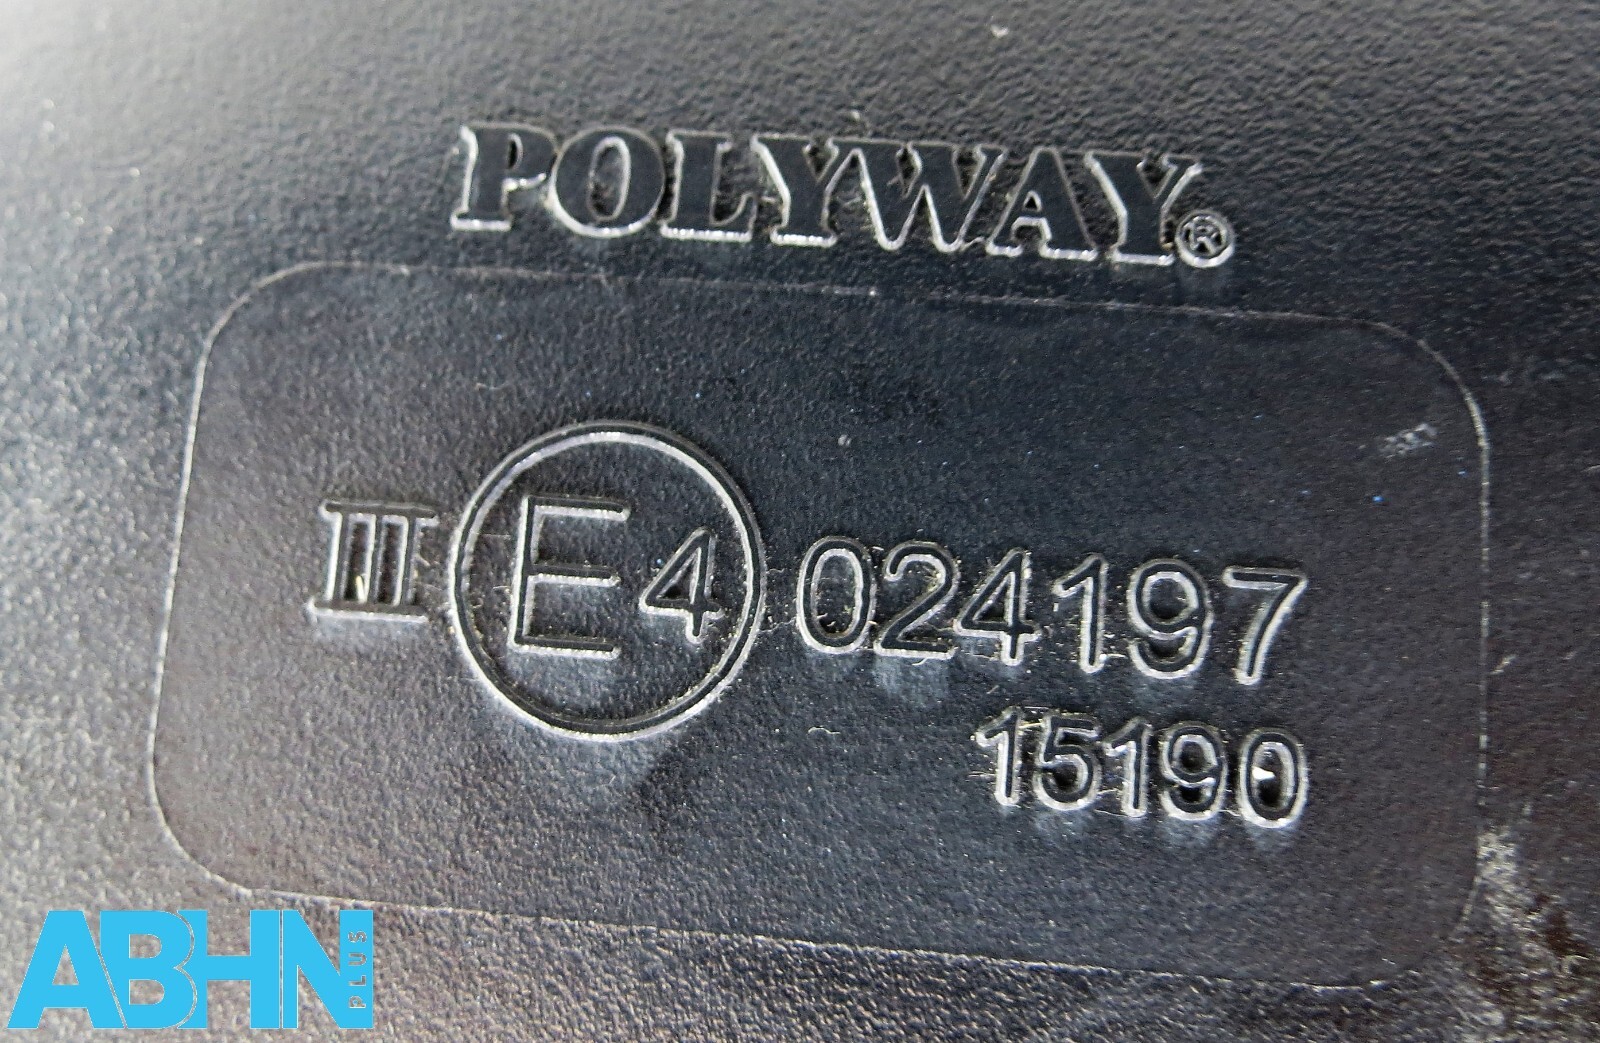 POLYWAY®
III E4 024197
15190
ABHN PLUS